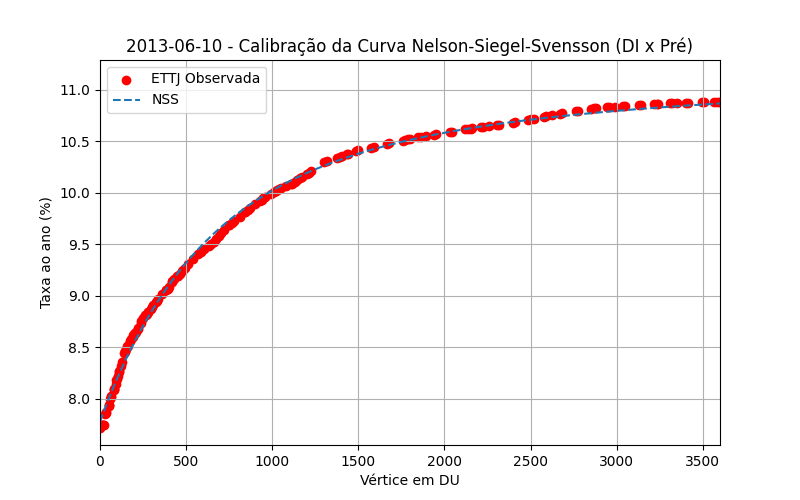 2013-06-10 - Calibração da Curva Nelson-Siegel-Svensson (DI x Pré)
ETTJ Observada
NSS
Taxa ao ano (%)
11.0
10.5
10.0
9.5
9.0
8.5
8.0
0 500 1000 1500 2000 2500 3000 3500
Vértice em DU